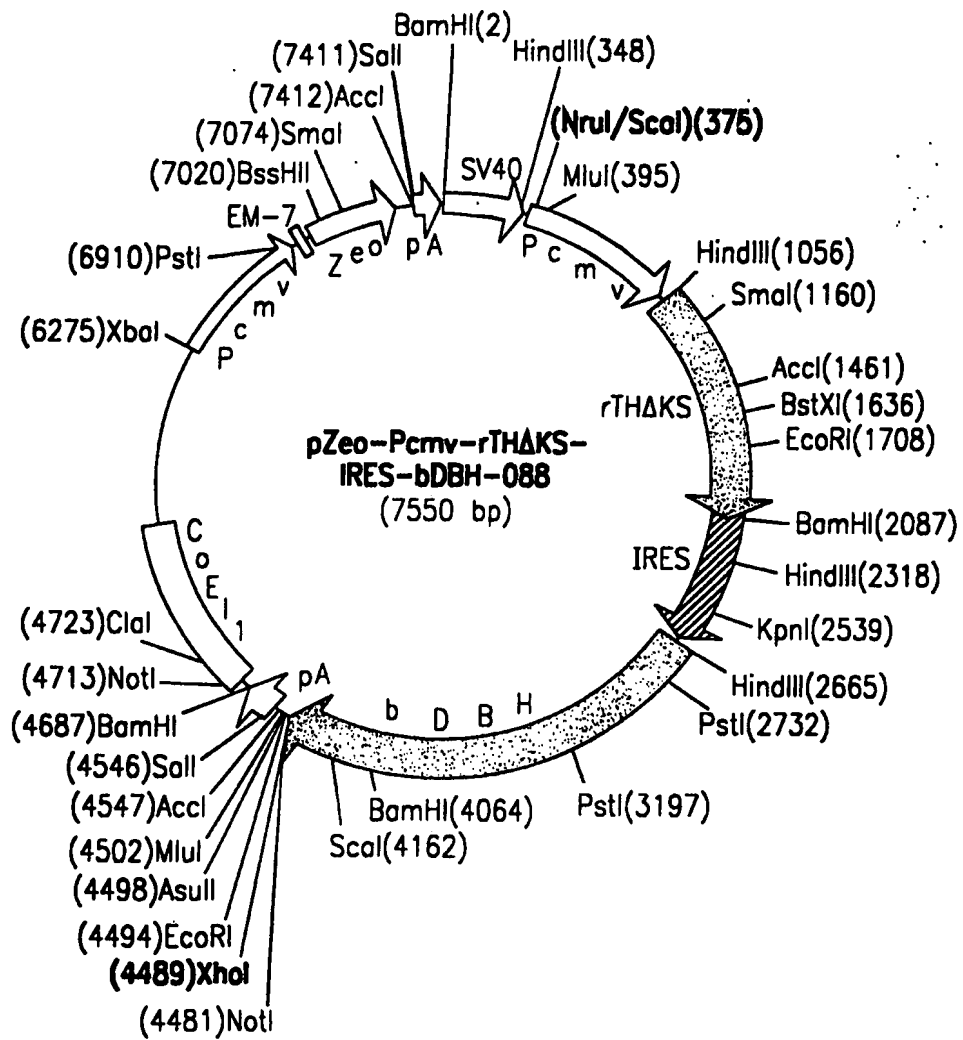 BamHI(2)
(7411)SalI
HindIII(348)
(7412)AccI
(NruI/ScaI)(375)
(7074)SmaI
(7020)BssHII
SV40
MluI(395)
EM-7
(6910)PstI
Zeo
pA
Pcmv
HindIII(1056)
SmaI(1160)
(6275)XbaI
Pcmv
AccI(1461)
rTHΔKS
BstXI(1636)
EcoRI(1708)
pZeo-Pcmv-rTHΔKS-
IRES-bDBH-088
(7550 bp)
BamHI(2087)
IRES
HindIII(2318)
ColE1
KpnI(2539)
(4723)ClaI
(4713)NotI
pA
HindIII(2665)
(4687)BamHI
bDBH
PstI(2732)
(4546)SalI
(4547)AccI
BamHI(4064)
PstI(3197)
(4502)MluI
ScaI(4162)
(4498)AsuII
(4494)EcoRI
(4489)XhoI
(4481)NotI